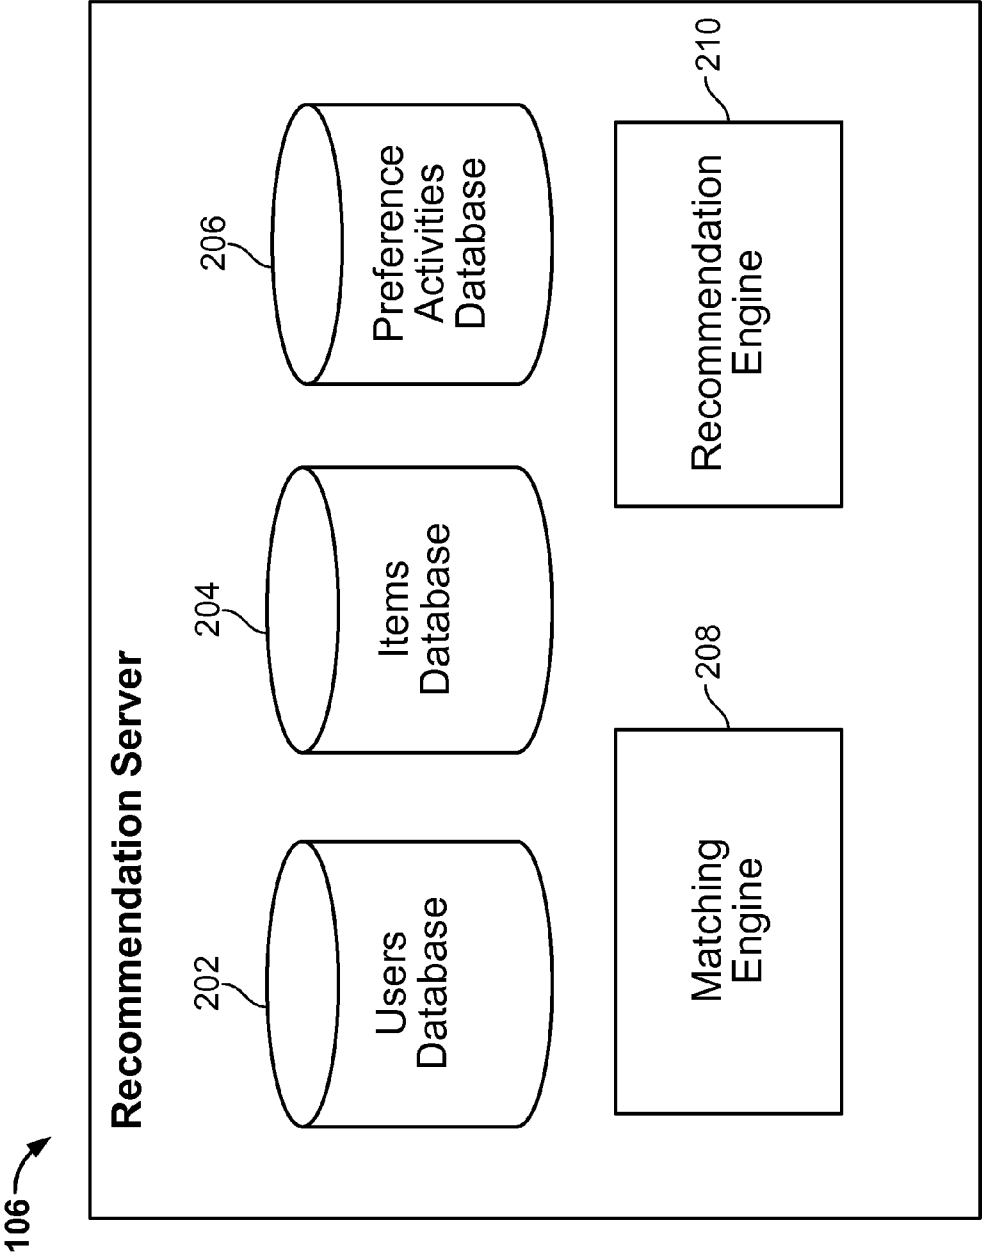 106
Recommendation Server
202
204
206
Users
Database
Items
Database
Preference
Activities
Database
208
210
Matching
Engine
Recommendation
Engine